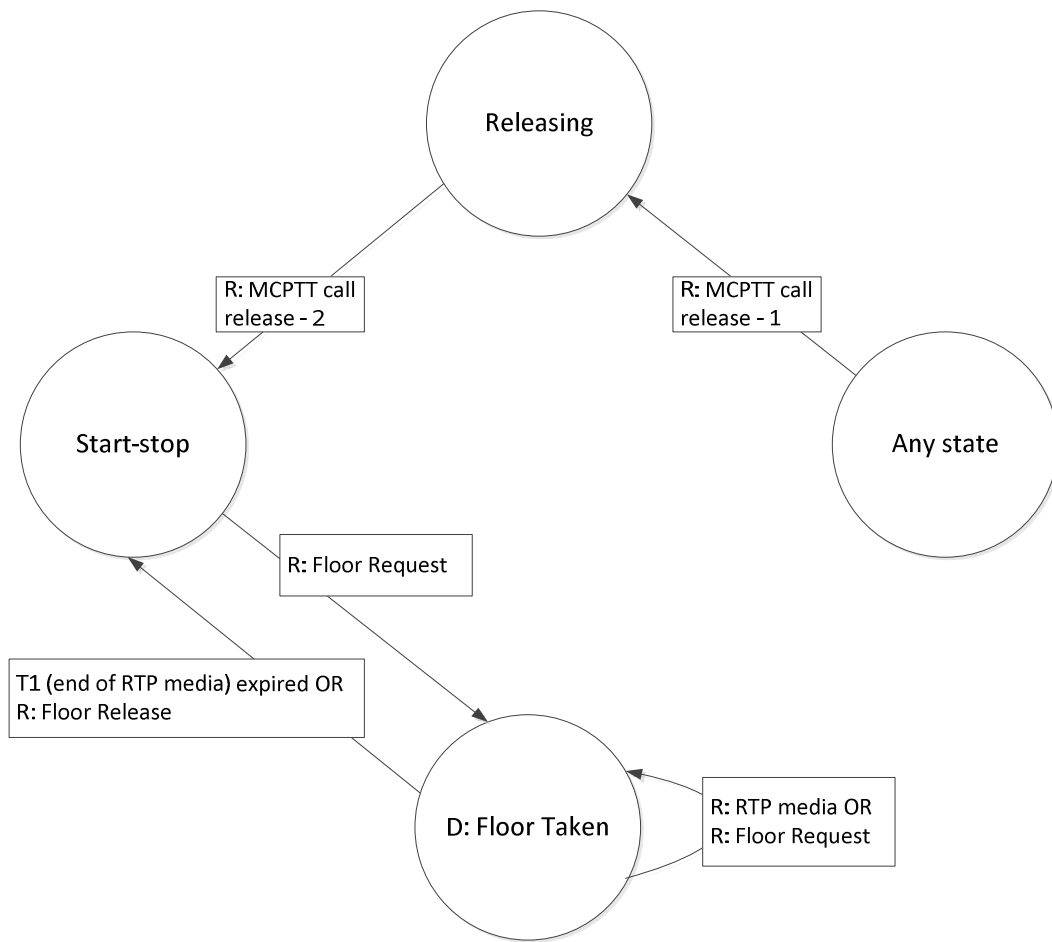 Releasing
R: MCPTT call
release - 2
R: MCPTT call
release - 1
Start-stop
Any state
R: Floor Request
T1 (end of RTP media) expired OR
R: Floor Release
D: Floor Taken
R: RTP media OR
R: Floor Request